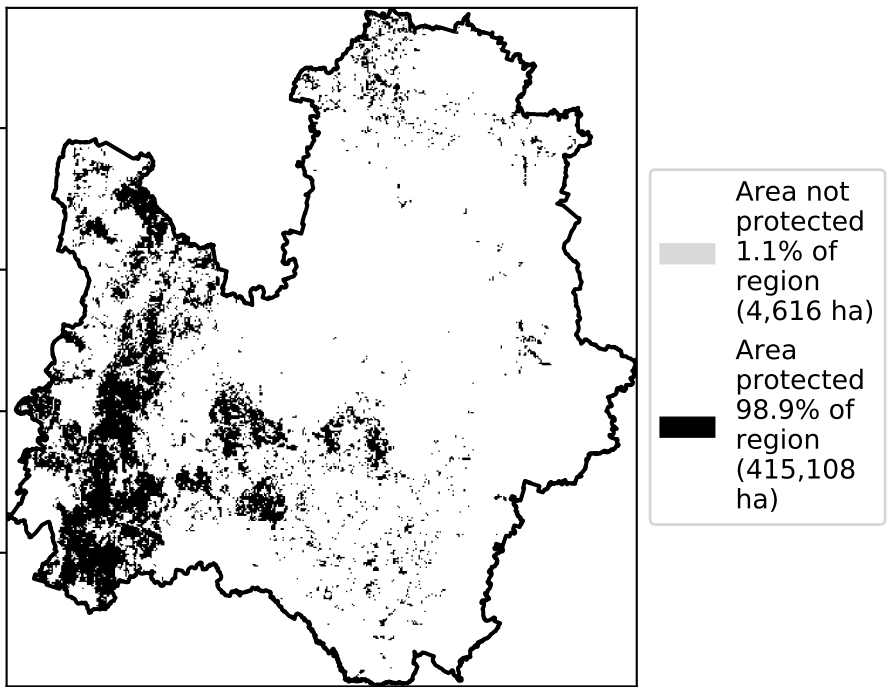 Area not
protected
1.1% of
region
(4,616 ha)
Area
protected
98.9% of
region
(415,108
ha)